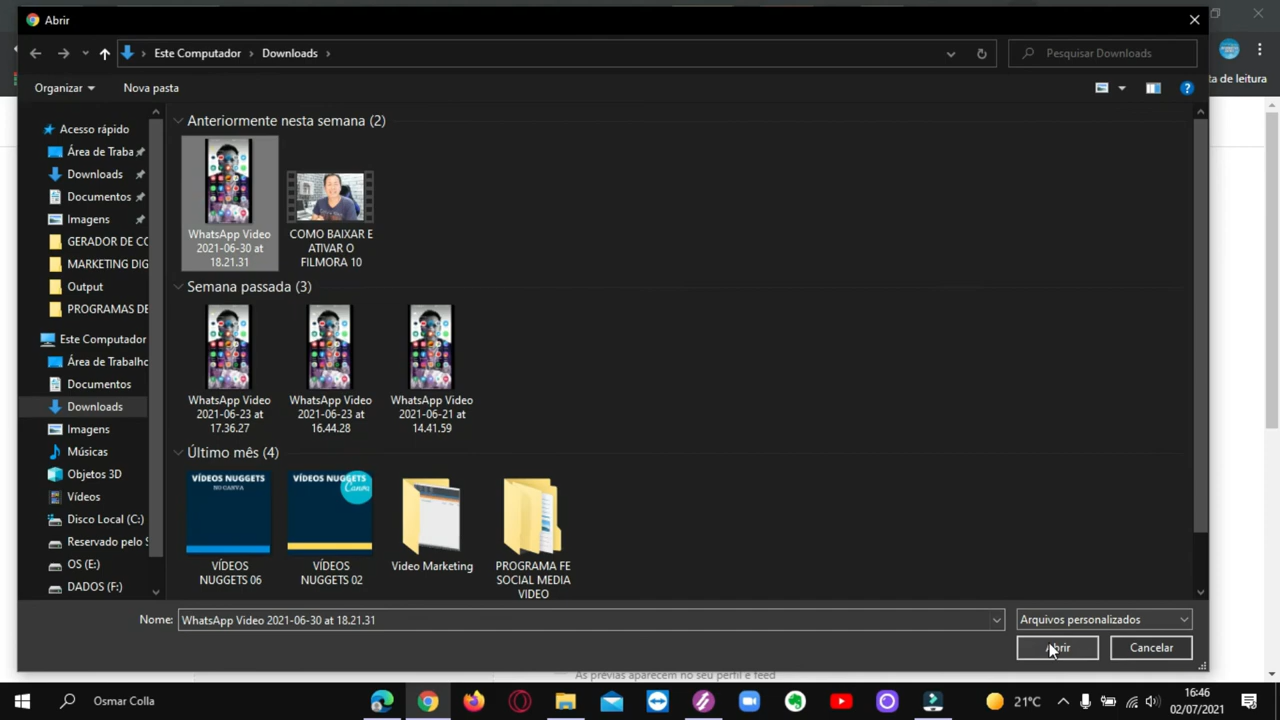 Abrir
Este Computador
Downloads
Pesquisar Downloads
ta de leitura
Organizar
Nova pasta
Acesso rápido
Área de Traba
Downloads
Documentos
Imagens
GERADOR DE CO
MARKETING DIG
Output
PROGRAMAS DE
Este Computador
Área de Trabalho
Documentos
Downloads
Imagens
Músicas
Objetos 3D
Vídeos
Disco Local (C:)
Reservado pelo S
OS (E:)
DADOS (F:)
Anteriormente nesta semana (2)
WhatsApp Video
2021-06-30 at
18.21.31
COMO BAIXAR E
ATIVAR O
FILMORA 10
Semana passada (3)
WhatsApp Video
2021-06-23 at
17.36.27
WhatsApp Video
2021-06-23 at
16.44.28
WhatsApp Video
2021-06-21 at
14.41.59
Último mês (4)
VÍDEOS NUGGETS
NO CANVA
VÍDEOS NUGGETS
Canva
VÍDEOS
NUGGETS 06
VÍDEOS
NUGGETS 02
Video Marketing
PROGRAMA FE
SOCIAL MEDIA
VIDEO
Nome:
WhatsApp Video 2021-06-30 at 18.21.31
Arquivos personalizados
Abrir
Cancelar
As prévias aparecem no seu perfil e feed
Osmar Colla
21°C
16:46
02/07/2021